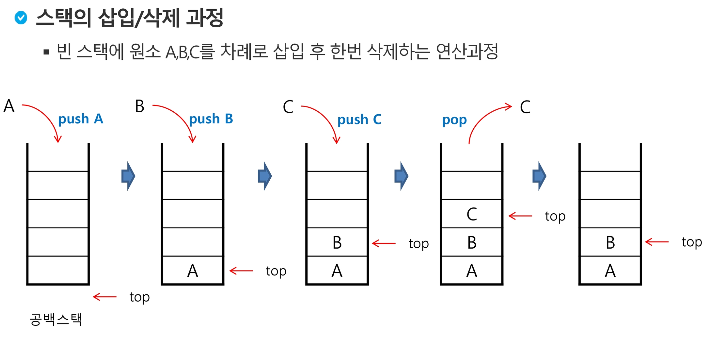 스택의 삽입/삭제 과정
빈 스택에 원소 A,B,C를 차례로 삽입 후 한번 삭제하는 연산과정
A push A B push B C push C pop C
C
B B B
A A A A
top top top top top
공백스택